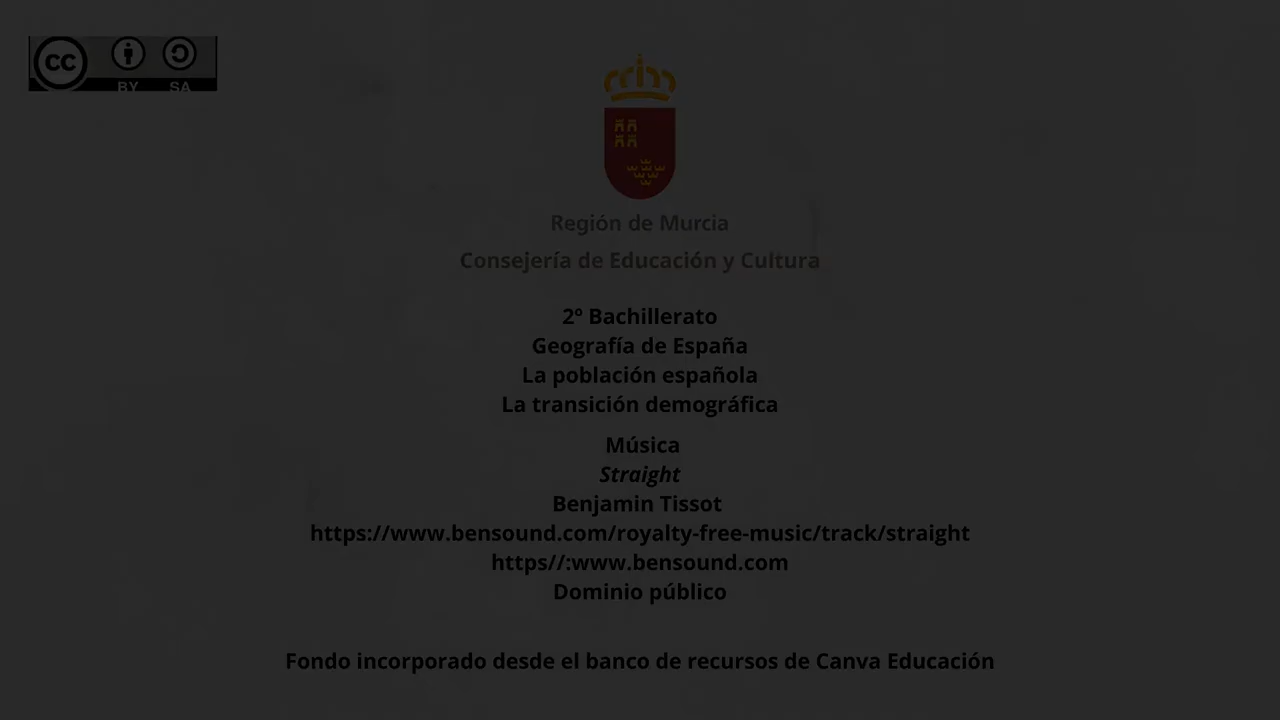 CC
BY SA
Región de Murcia
Consejería de Educación y Cultura
2º Bachillerato
Geografía de España
La población española
La transición demográfica
Música
Straight
Benjamin Tissot
https://www.bensound.com/royalty-free-music/track/straight
https//:www.bensound.com
Dominio público
Fondo incorporado desde el banco de recursos de Canva Educación